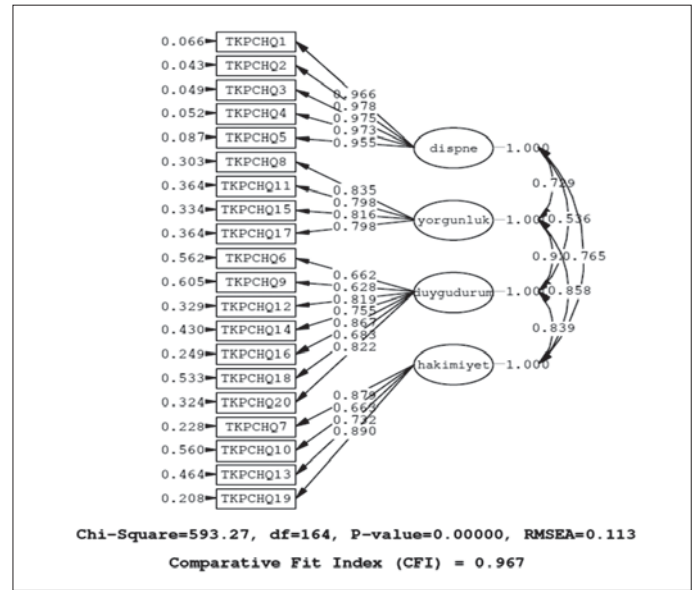 0.066 TKPCHQ1
0.043 TKPCHQ2
0.049 TKPCHQ3
0.052 TKPCHQ4
0.087 TKPCHQ5
0.303 TKPCHQ8
0.364 TKPCHQ11
0.334 TKPCHQ15
0.364 TKPCHQ17
0.562 TKPCHQ6
0.605 TKPCHQ9
0.329 TKPCHQ12
0.430 TKPCHQ14
0.249 TKPCHQ16
0.533 TKPCHQ18
0.324 TKPCHQ20
0.228 TKPCHQ7
0.560 TKPCHQ10
0.464 TKPCHQ13
0.208 TKPCHQ19
0.966
0.978
0.975
0.973
0.955
0.835
0.798
0.816
0.798
0.662
0.628
0.819
0.755
0.867
0.683
0.822
0.879
0.663
0.732
0.890
dispne 1.000
yorgunluk 1.000
duygudurum 1.000
hakimiyet 1.000
0.729
0.536
0.765
0.858
0.839
Chi-Square=593.27, df=164, P-value=0.00000, RMSEA=0.113
Comparative Fit Index (CFI) = 0.967